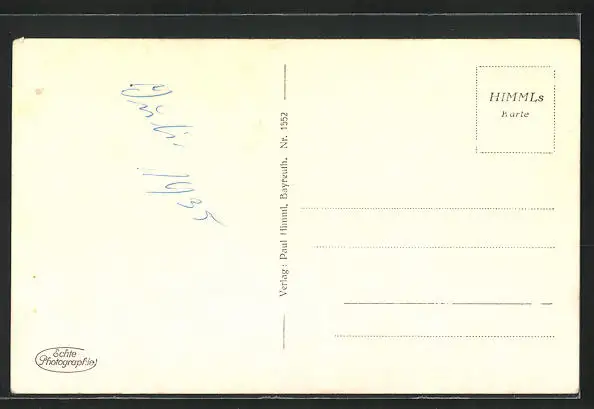 1935
Verlag: Paul Himml, Bayreuth. Nr. 1552
HIMMLs
Karte
Echte
Photographie